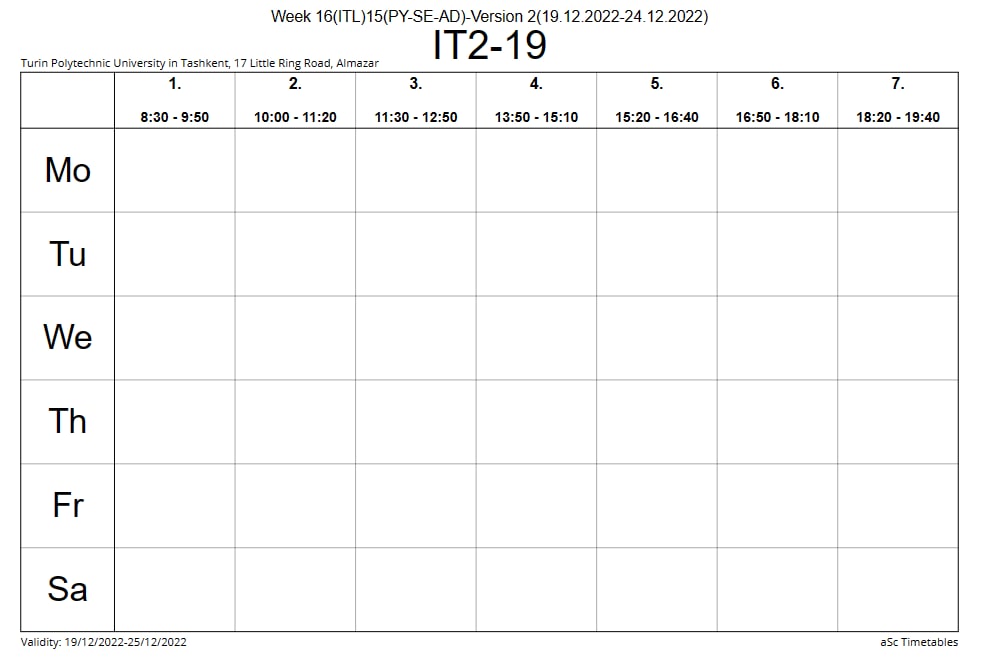 Week 16(ITL)15(PY-SE-AD)-Version 2(19.12.2022-24.12.2022)
IT2-19
Turin Polytechnic University in Tashkent, 17 Little Ring Road, Almazar
1. 2. 3. 4. 5. 6. 7.
8:30 - 9:50 10:00 - 11:20 11:30 - 12:50 13:50 - 15:10 15:20 - 16:40 16:50 - 18:10 18:20 - 19:40
Mo
Tu
We
Th
Fr
Sa
Validity: 19/12/2022-25/12/2022 aSc Timetables